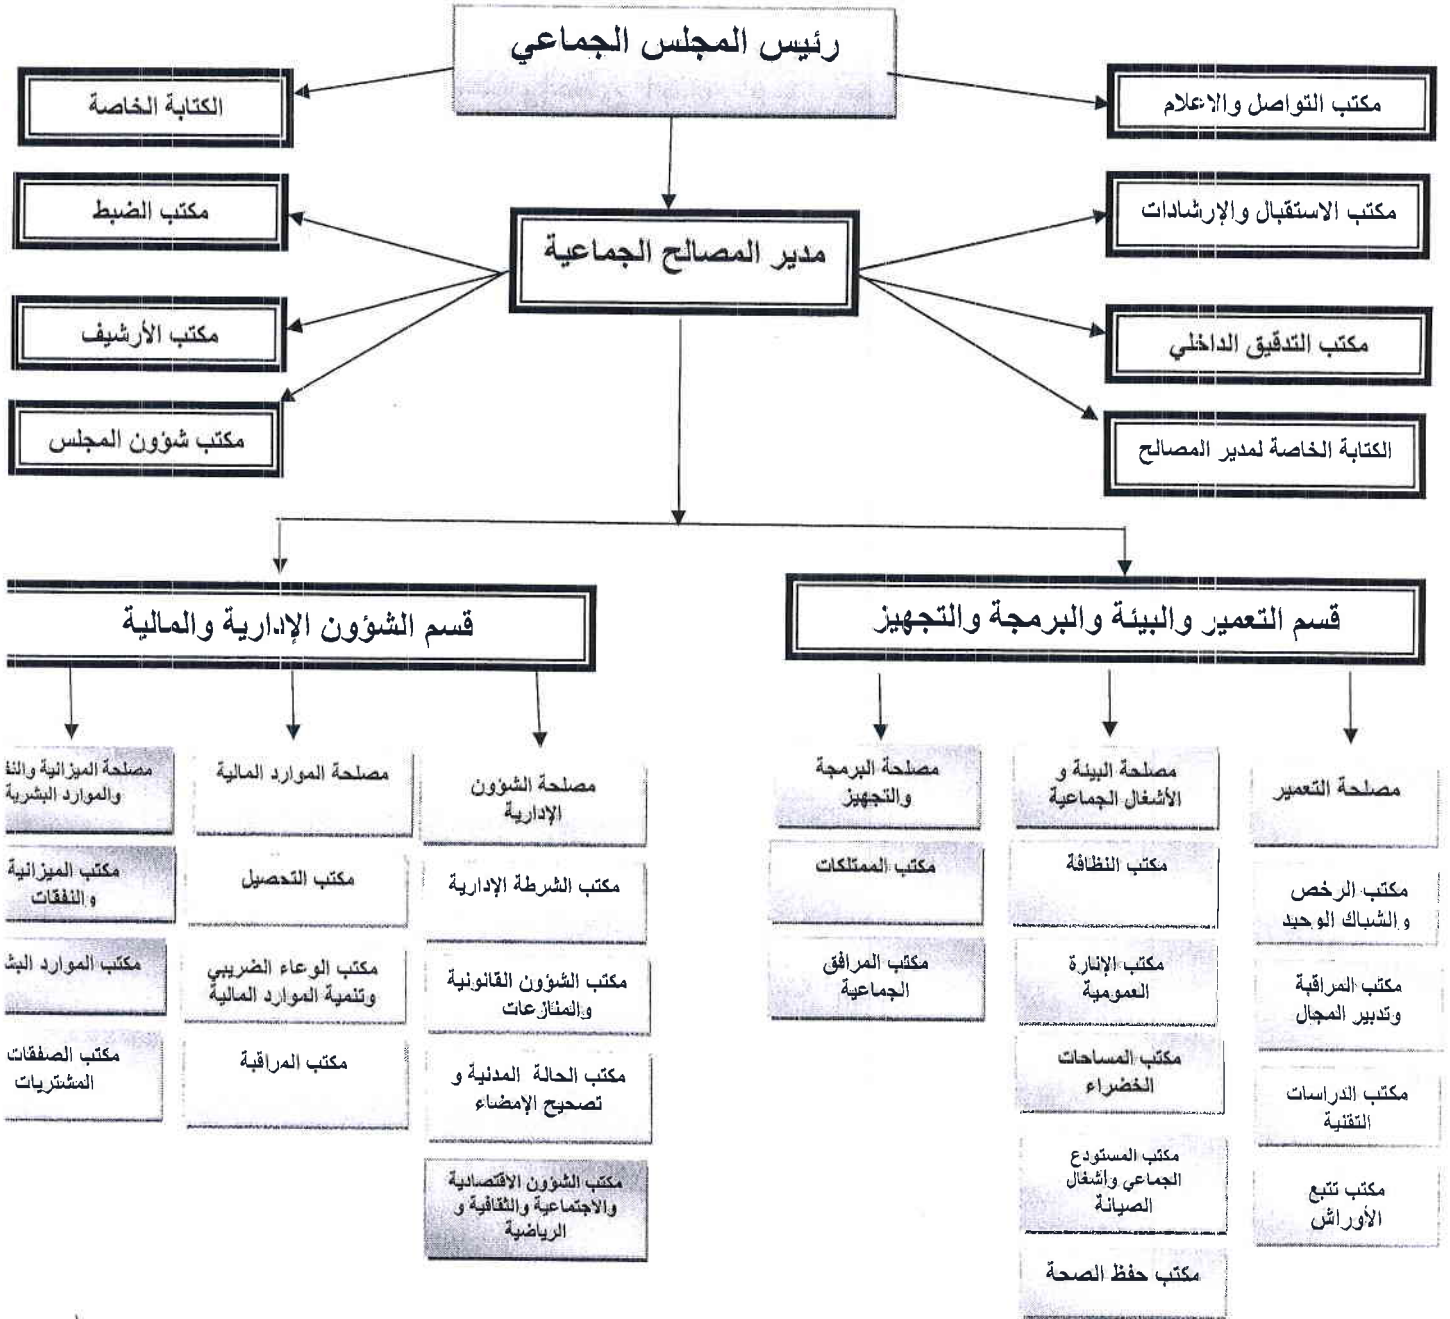 رئيس المجلس الجماعي
مكتب التواصل والاعلام
الكتابة الخاصة
مكتب الاستقبال والإرشادات
مدير المصالح الجماعية
مكتب الضبط
مكتب التدقيق الداخلي
مكتب الأرشيف
الكتابة الخاصة لمدير المصالح
مكتب شؤون المجلس
قسم التعمير والبيئة والبرمجة والتجهيز
قسم الشؤون الإدارية والمالية
مصلحة التعمير
مكتب الرخص
والشباك الوحيد
مكتب المراقبة
وتدبير المجال
مكتب الدراسات
التقنية
مكتب تتبع
الأوراش
مصلحة البيئة و
الأشغال الجماعية
مكتب النظافة
مكتب الإنارة
العمومية
مكتب المساحات
الخضراء
مكتب المستودع
الجماعي واشغال
الصيانة
مكتب حفظ الصحة
مصلحة البرمجة
والتجهيز
مكتب الممتلكات
مكتب المرافق
الجماعية
مصلحة الشؤون
الإدارية
مكتب الشرطة الإدارية
مكتب الشؤون القانونية
والمنازعات
مكتب الحالة المدنية و
تصحيح الإمضاء
مكتب الشؤون الاقتصادية
والاجتماعية والثقافية و
الرياضية
مصلحة الموارد المالية
مكتب التحصيل
مكتب الوعاء الضريبي
وتنمية الموارد المالية
مكتب المراقبة
مصلحة الميزانية
والموارد البشرية
مكتب الميزانية
والنفقات
مكتب الموارد
مكتب الصفقات
المشتريات